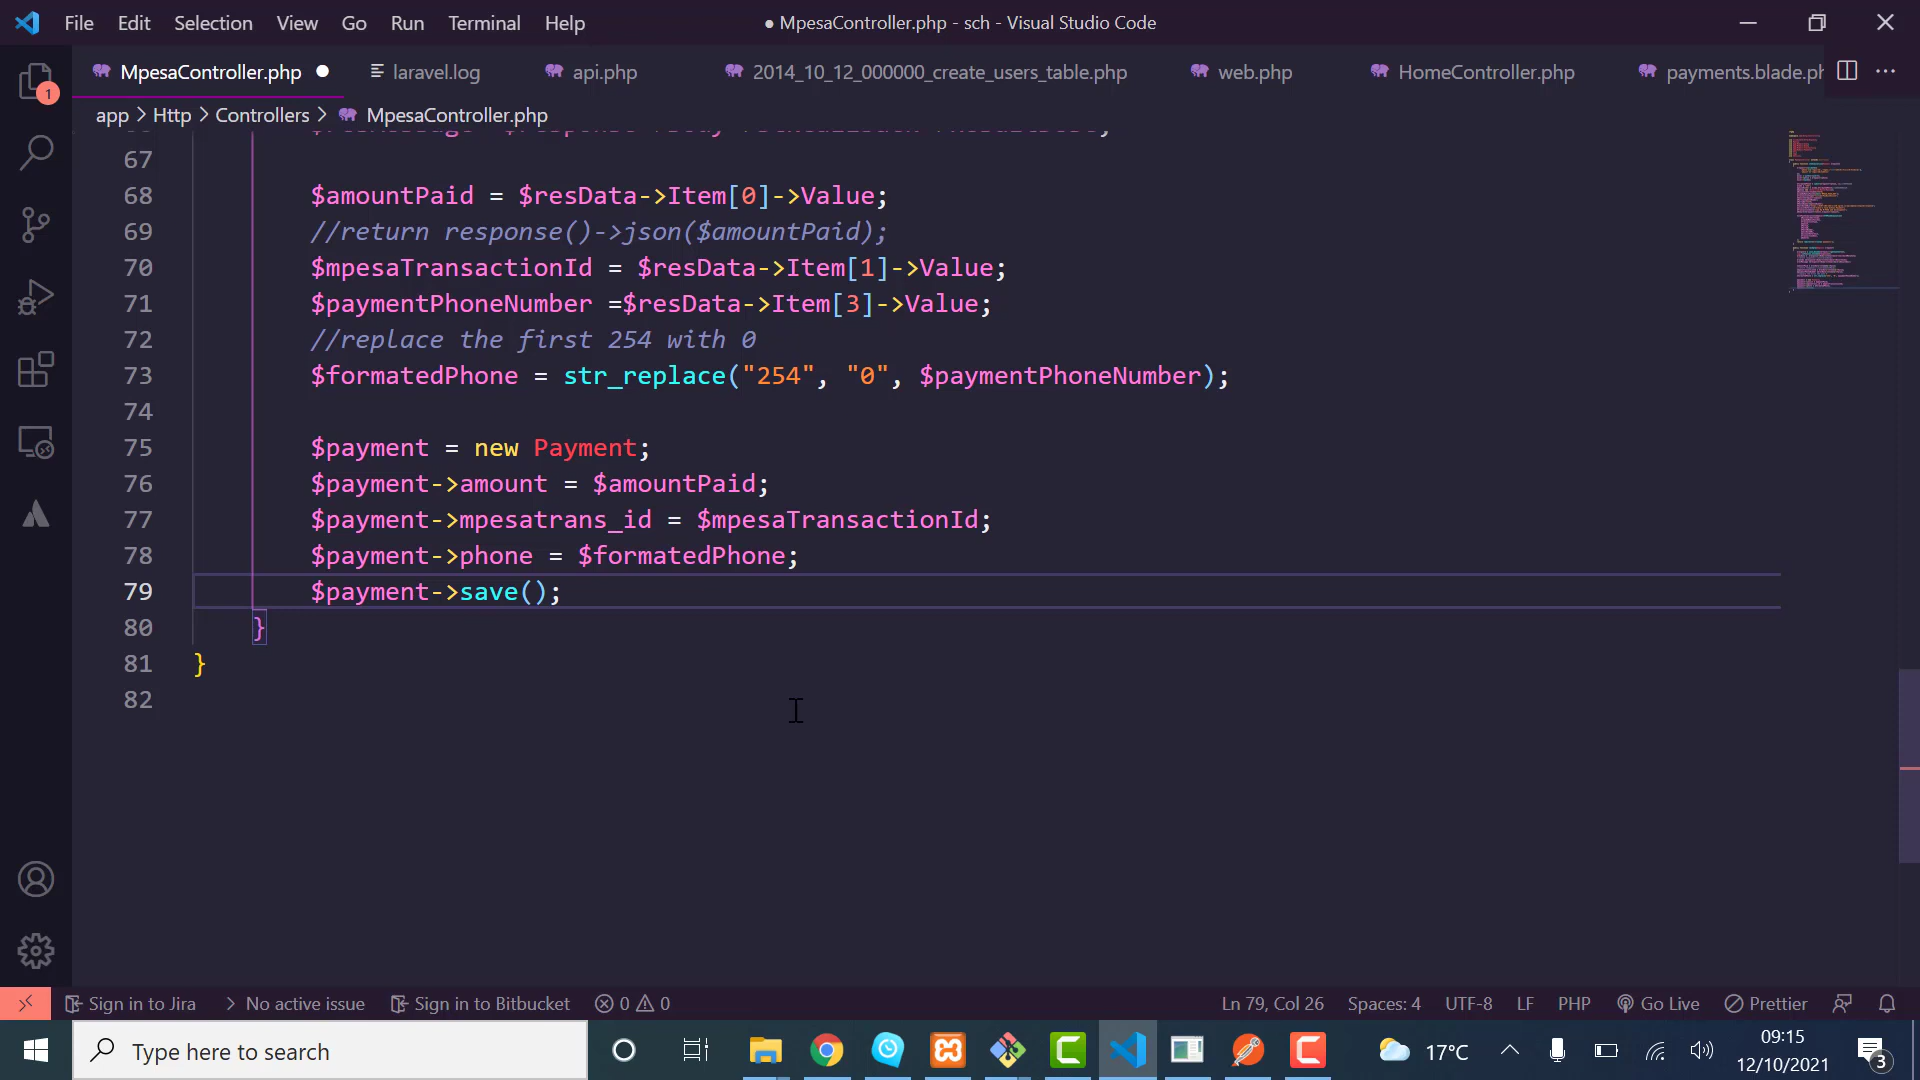 File Edit Selection View Go Run Terminal Help ● MpesaController.php - sch - Visual Studio Code
MpesaController.php laravel.log api.php 2014_10_12_000000_create_users_table.php web.php HomeController.php payments.blade.ph
app > Http > Controllers > MpesaController.php
1
67
68 $amountPaid = $resData->Item[0]->Value;
69 //return response()->json($amountPaid);
70 $mpesaTransactionId = $resData->Item[1]->Value;
71 $paymentPhoneNumber =$resData->Item[3]->Value;
72 //replace the first 254 with 0
73 $formatedPhone = str_replace("254", "0", $paymentPhoneNumber);
74
75 $payment = new Payment;
76 $payment->amount = $amountPaid;
77 $payment->mpesatrans_id = $mpesaTransactionId;
78 $payment->phone = $formatedPhone;
79 $payment->save();
80 }
81 }
82
Sign in to Jira > No active issue Sign in to Bitbucket 0 0 Ln 79, Col 26 Spaces: 4 UTF-8 LF PHP Go Live Prettier
Type here to search 17°C 09:15
12/10/2021 3